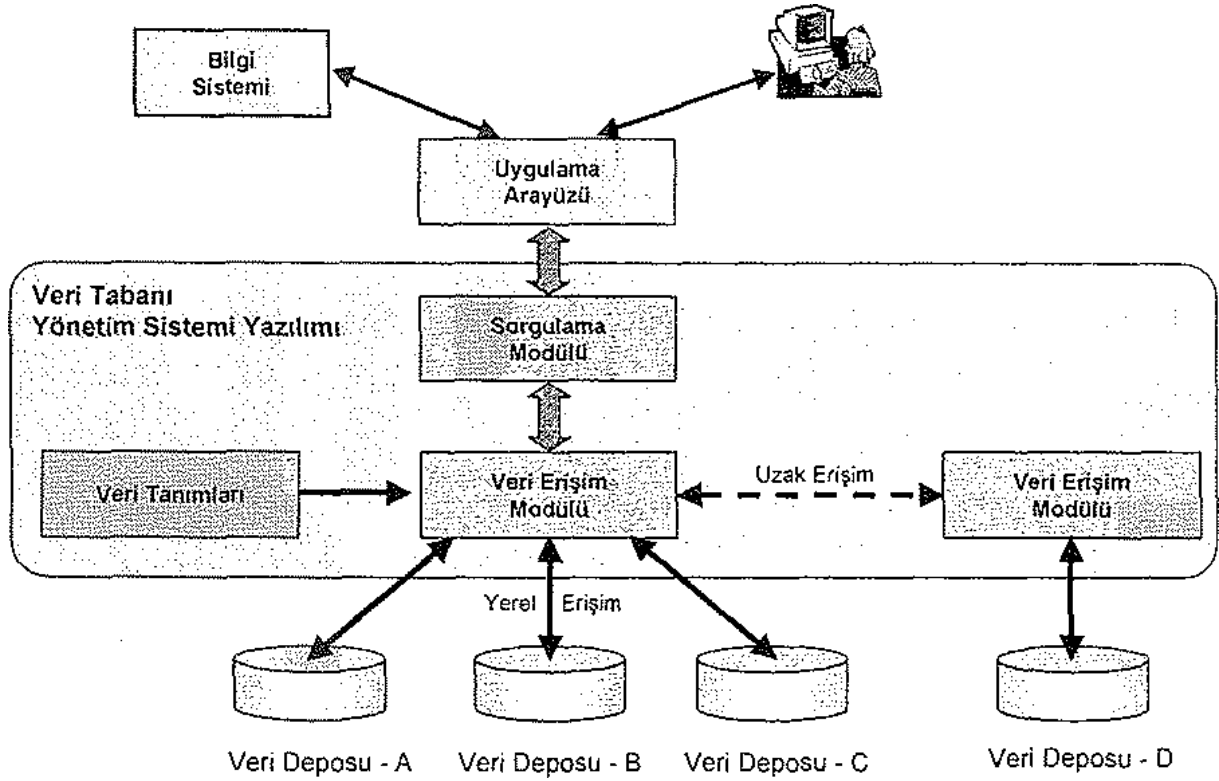 Bilgi
Sistemi
Uygulama
Arayüzü
Veri Tabanı
Yönetim Sistemi Yazılımı
Sorgulama
Modülü
Veri Tanımları
Veri Erişim
Modülü
Uzak Erişim
Veri Erişim
Modülü
Yerel Erişim
Veri Deposu - A
Veri Deposu - B
Veri Deposu - C
Veri Deposu - D